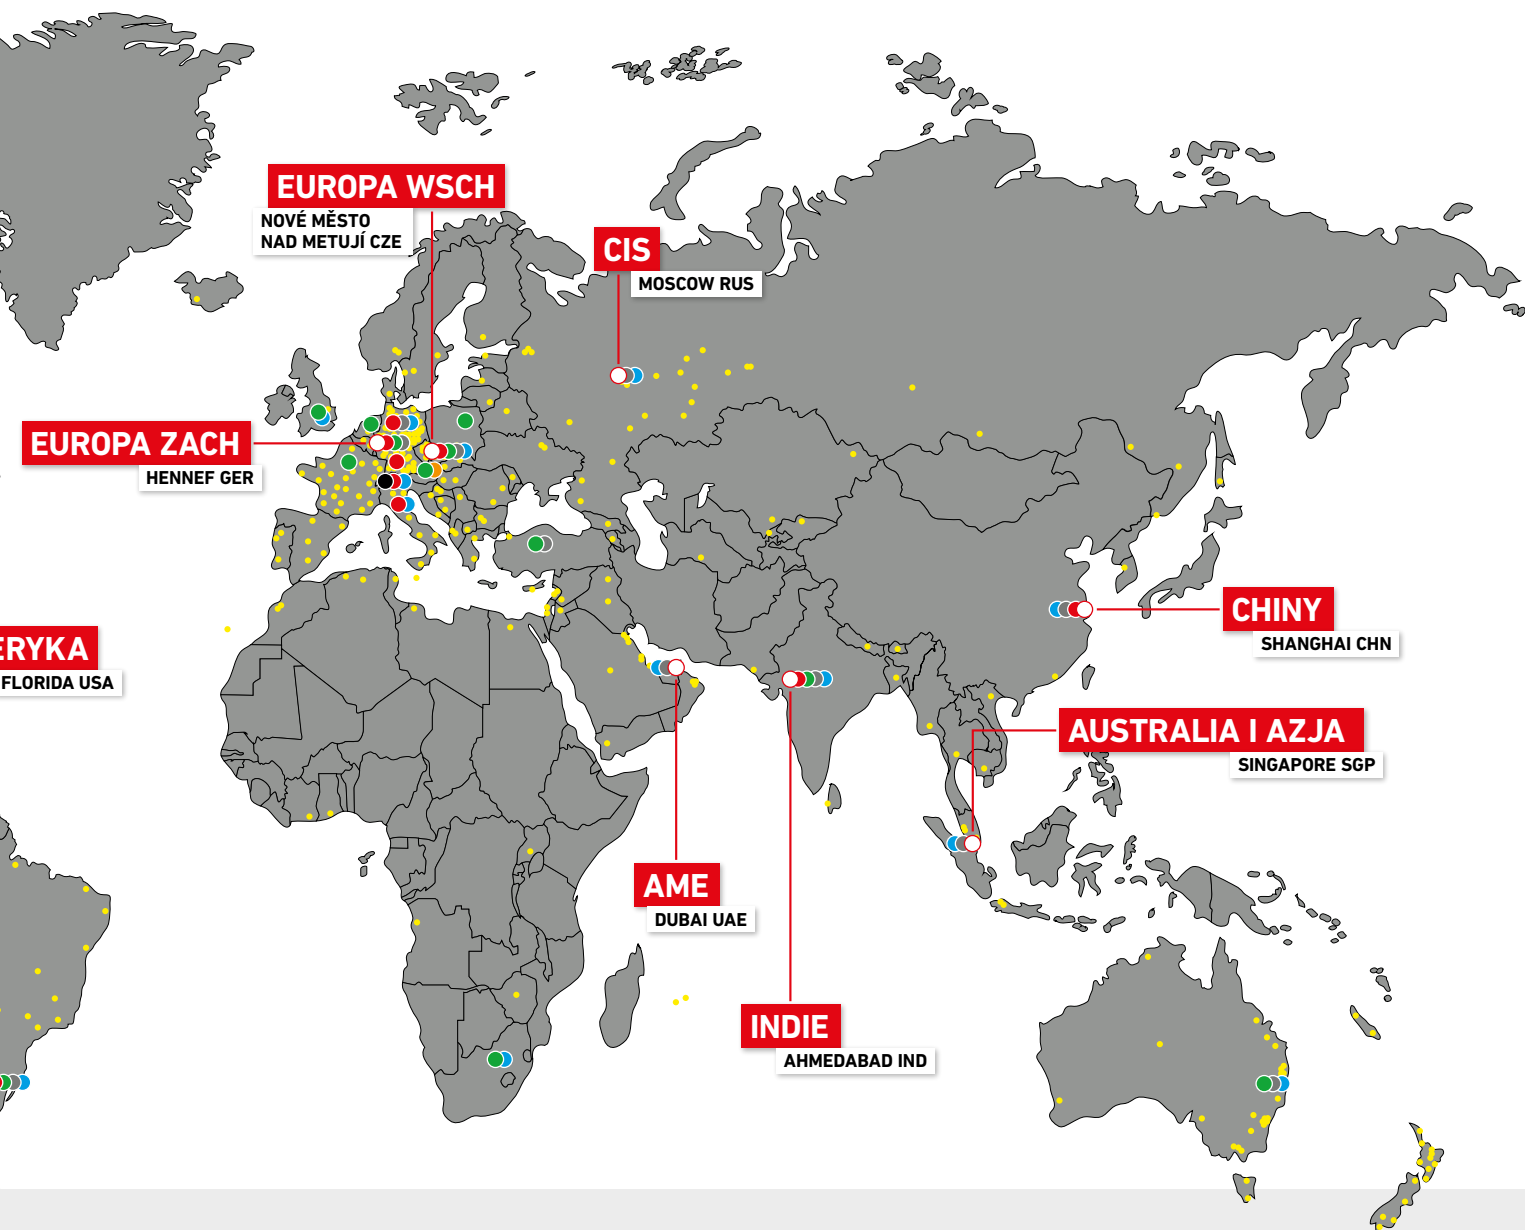 EUROPA WSCH
NOVÉ MĚSTO
NAD METUJÍ CZE
CIS
MOSCOW RUS
EUROPA ZACH
HENNEF GER
CHINY
SHANGHAI CHN
ERYKA
FLORIDA USA
AUSTRALIA I AZJA
SINGAPORE SGP
AME
DUBAI UAE
INDIE
AHMEDABAD IND